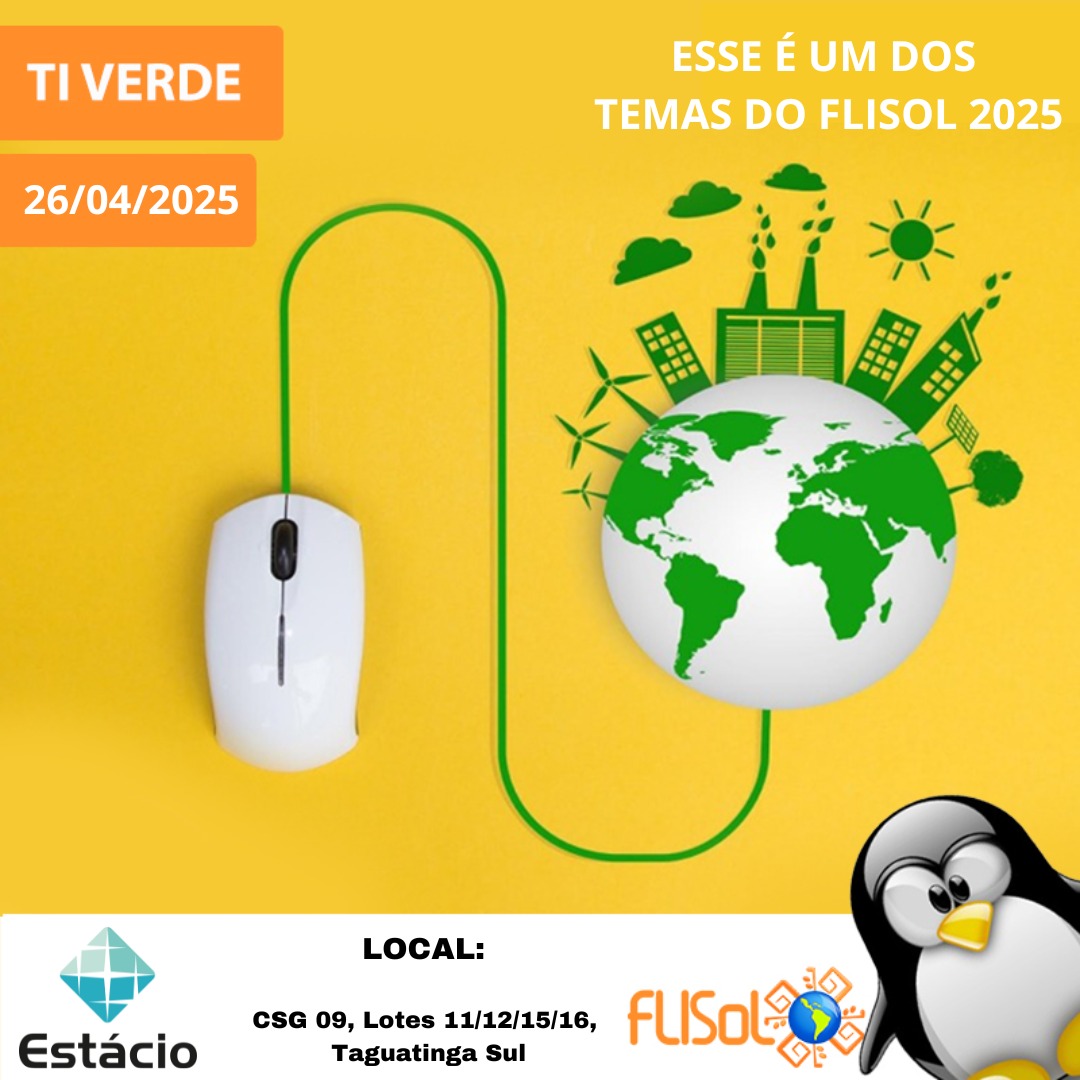 TI VERDE
26/04/2025
ESSE É UM DOS
TEMAS DO FLISOL 2025
LOCAL:
CSG 09, Lotes 11/12/15/16,
Taguatinga Sul
Estácio
FLISol